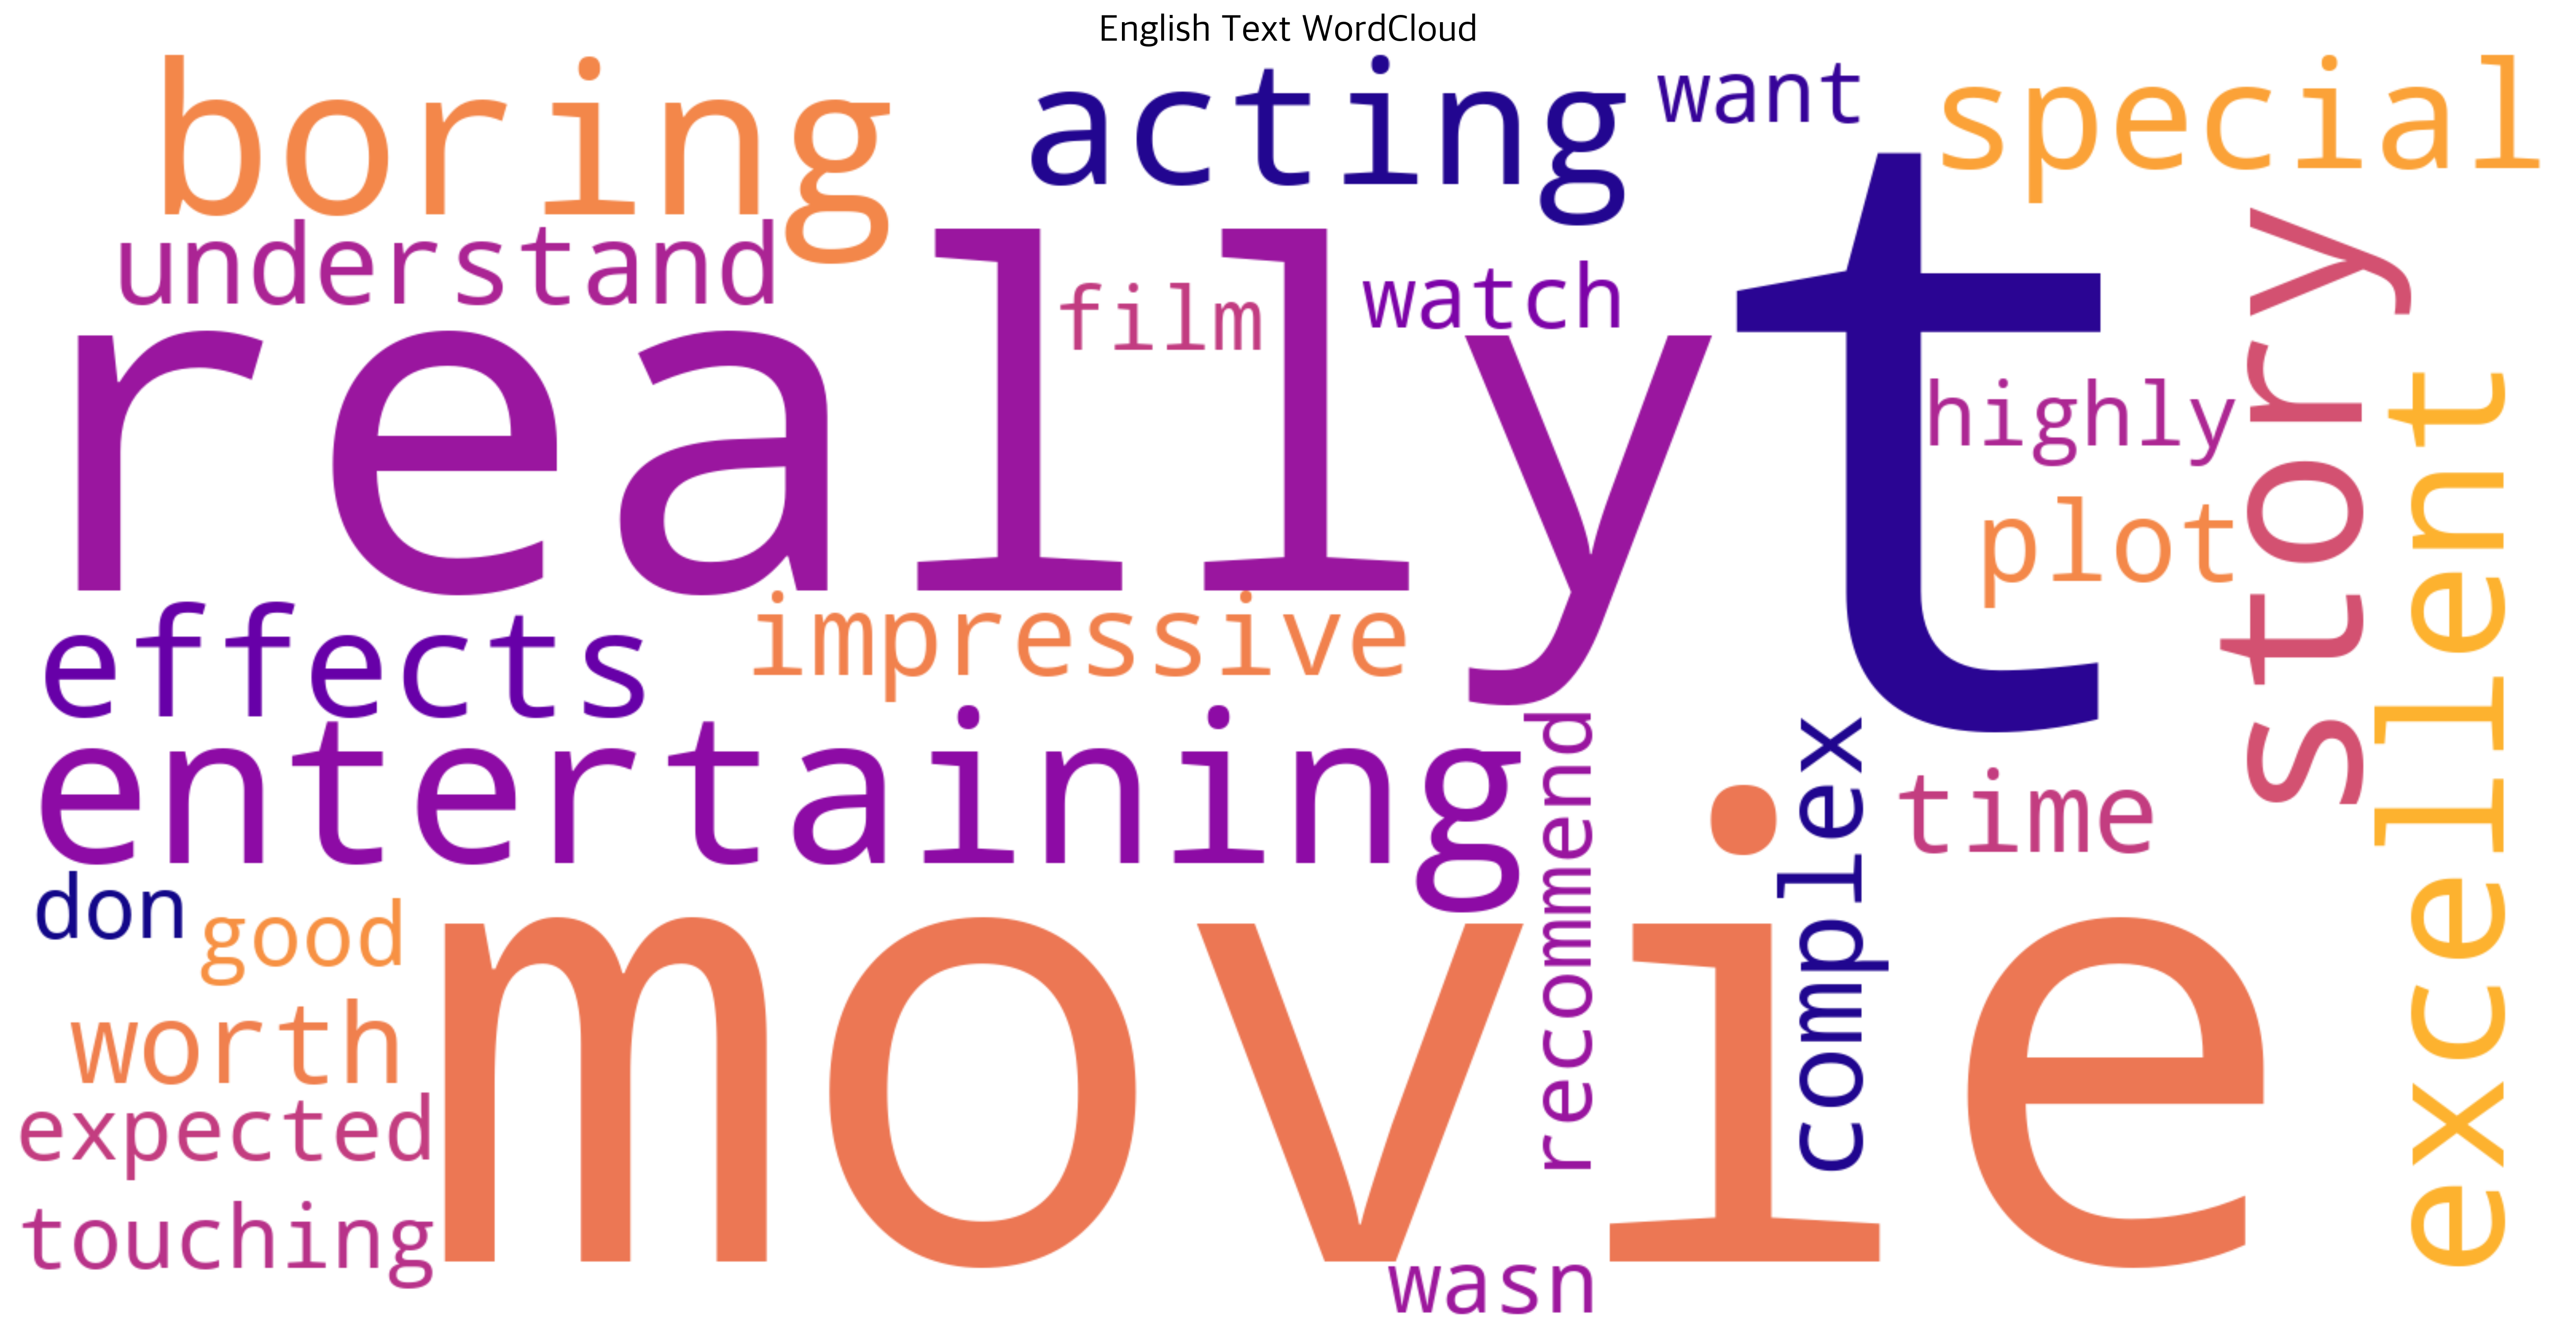 English Text WordCloud
boring
acting
want
special
understand
film
watch
really
t
story
highly
plot
excellent
effects
impressive
entertaining
recommend
complex
time
don
good
movie
worth
expected
touching
wasn